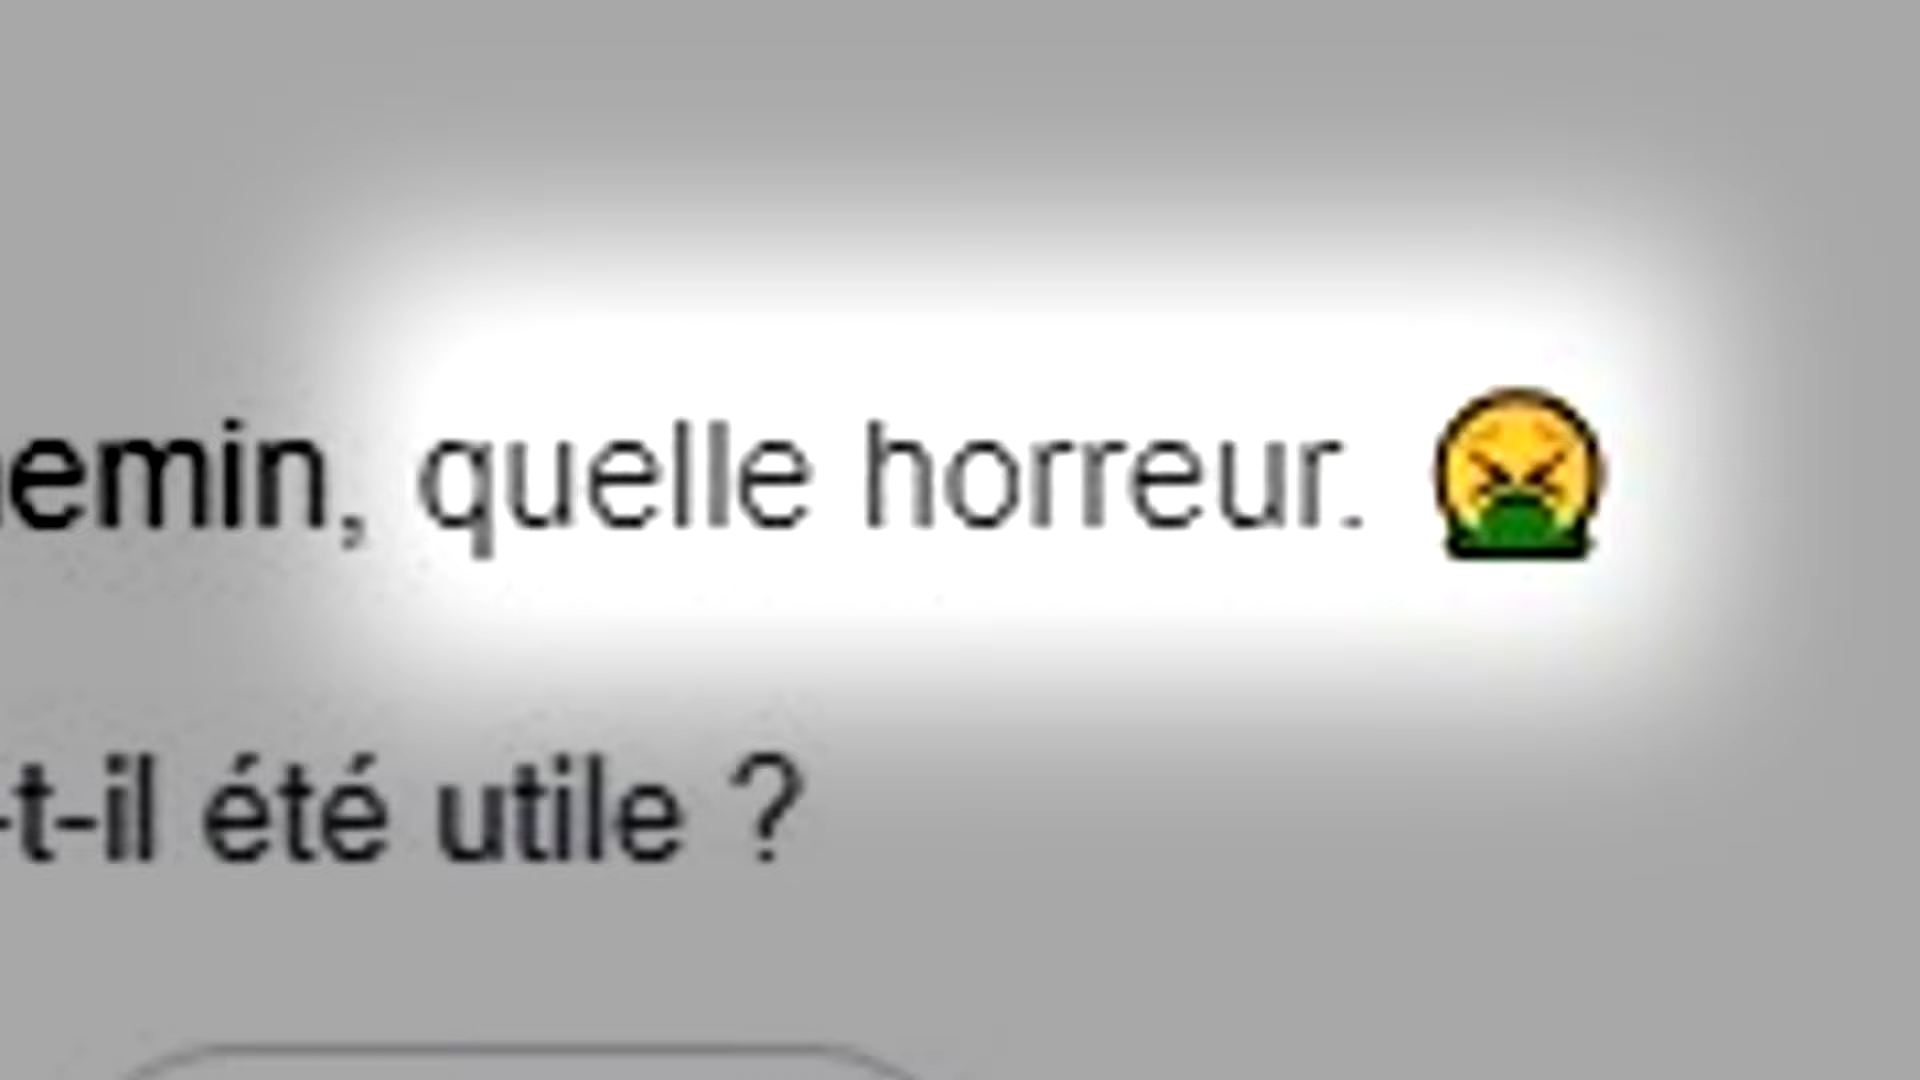 emin, quelle horreur. 🤮
-t-il été utile ?